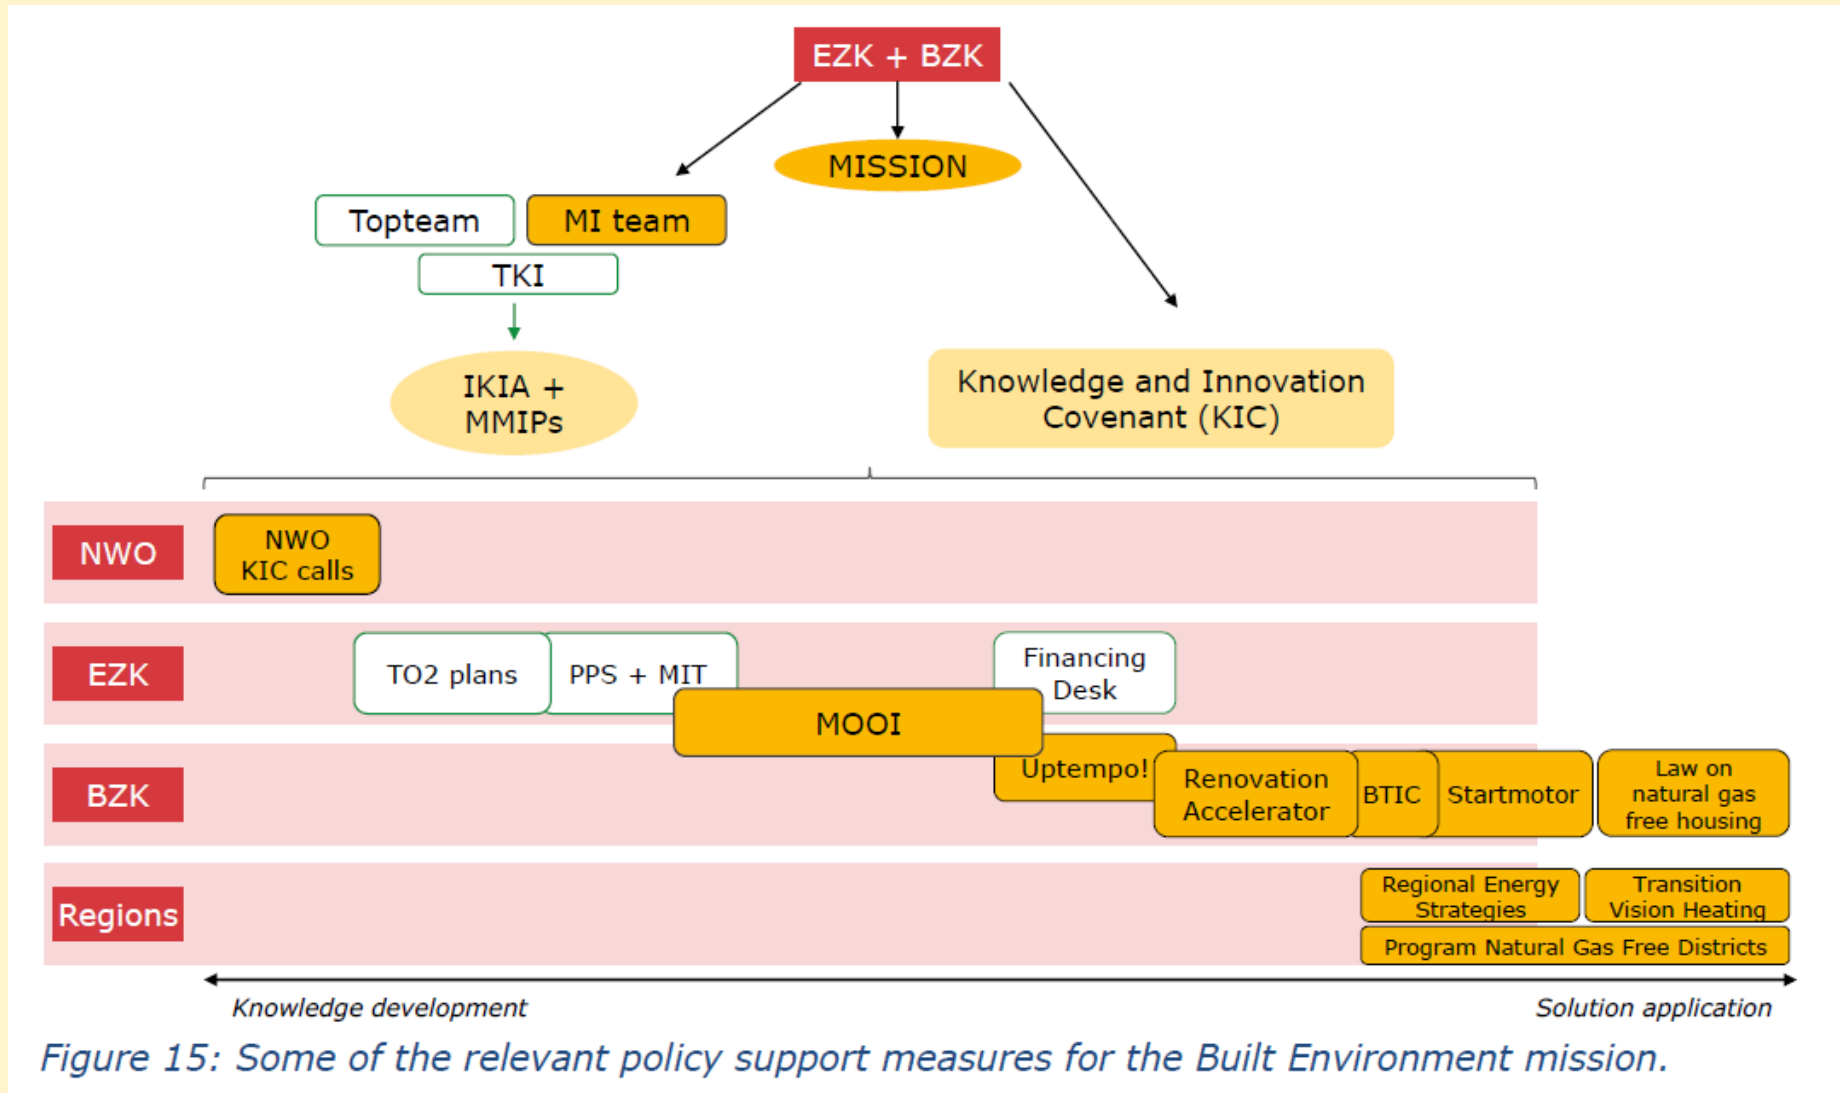 EZK + BZK
MISSION
Topteam
MI team
TKI
IKIA +
MMIPs
Knowledge and Innovation
Covenant (KIC)
NWO
NWO
KIC calls
EZK
TO2 plans
PPS + MIT
Financing
Desk
MOOI
BZK
Uptempo!
Renovation
Accelerator
BTIC
Startmotor
Law on
natural gas
free housing
Regions
Regional Energy
Strategies
Transition
Vision Heating
Program Natural Gas Free Districts
Knowledge development
Solution application
Figure 15: Some of the relevant policy support measures for the Built Environment mission.